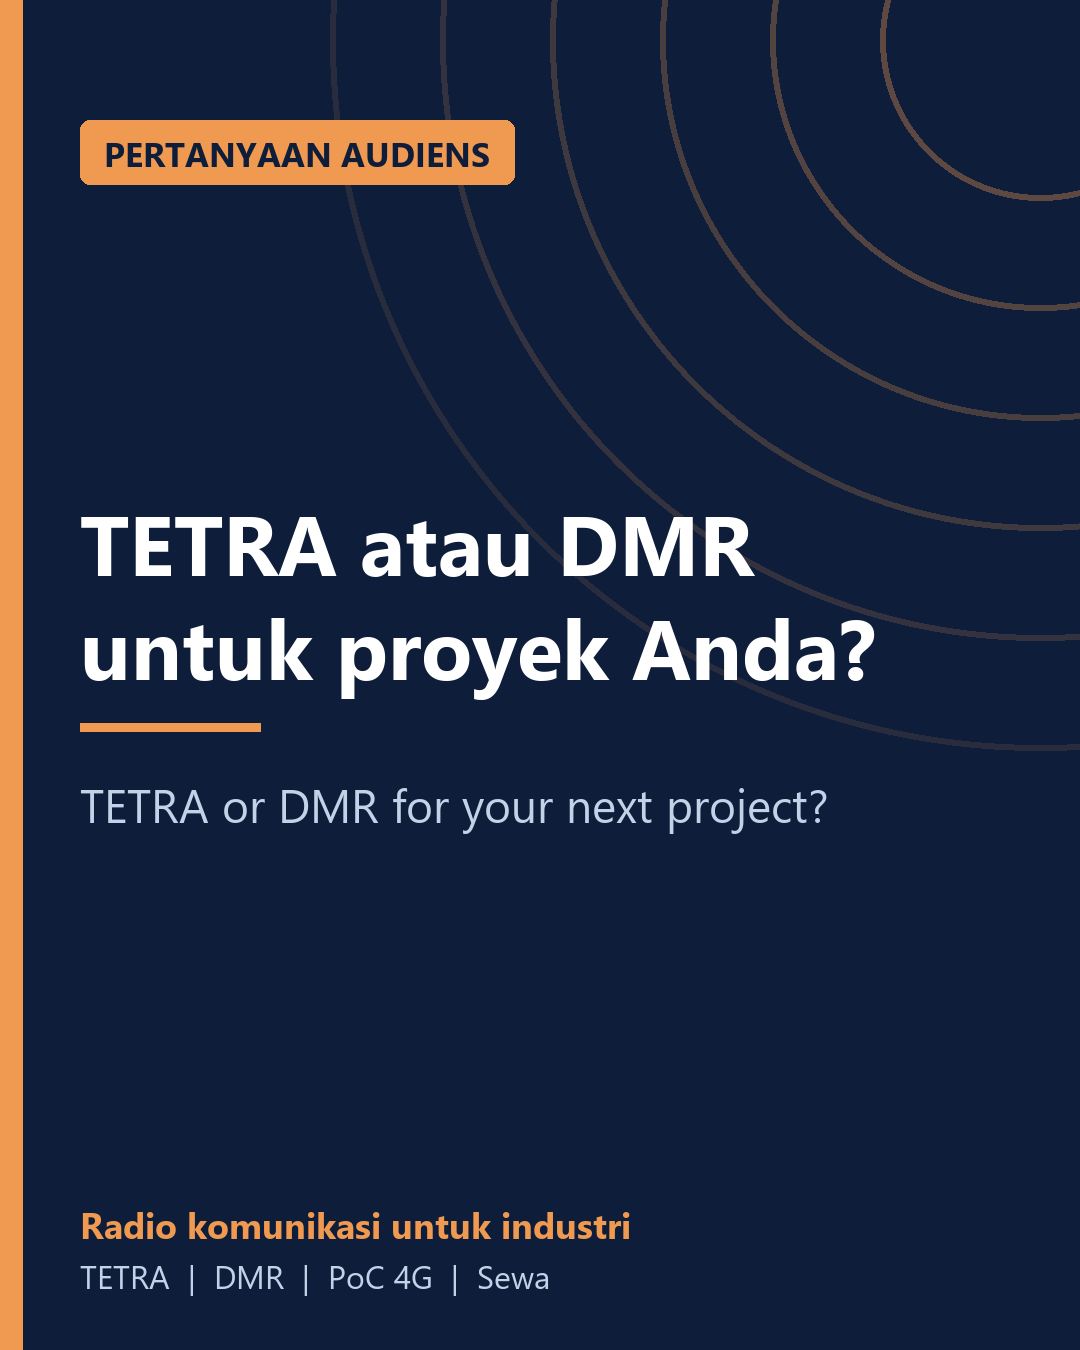 PERTANYAAN AUDIENS
TETRA atau DMR
untuk proyek Anda?
TETRA or DMR for your next project?
Radio komunikasi untuk industri
TETRA | DMR | PoC 4G | Sewa